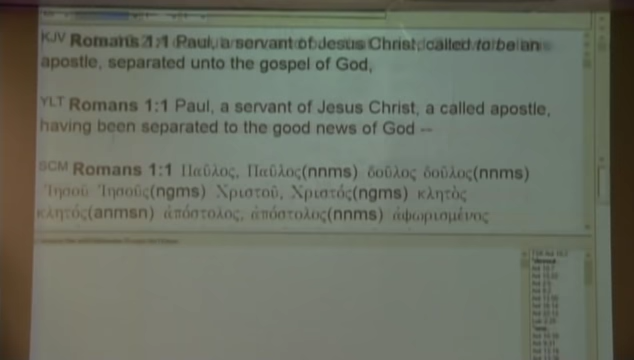 KJV Romans 1:1 Paul, a servant of Jesus Christ, called to be an
apostle, separated unto the gospel of God,
YLT Romans 1:1 Paul, a servant of Jesus Christ, a called apostle,
having been separated to the good news of God --
SCM Romans 1:1 Παῦλος, Παῦλος(nnms) δοῦλος δοῦλος(nnms)
Ἰησοῦ Ἰησοῦς(ngms) Χριστοῦ, Χριστός(ngms) κλητὸς
κλητός(anmsn) ἀπόστολος, ἀπόστολος(nnms) ἀφωρισμένος